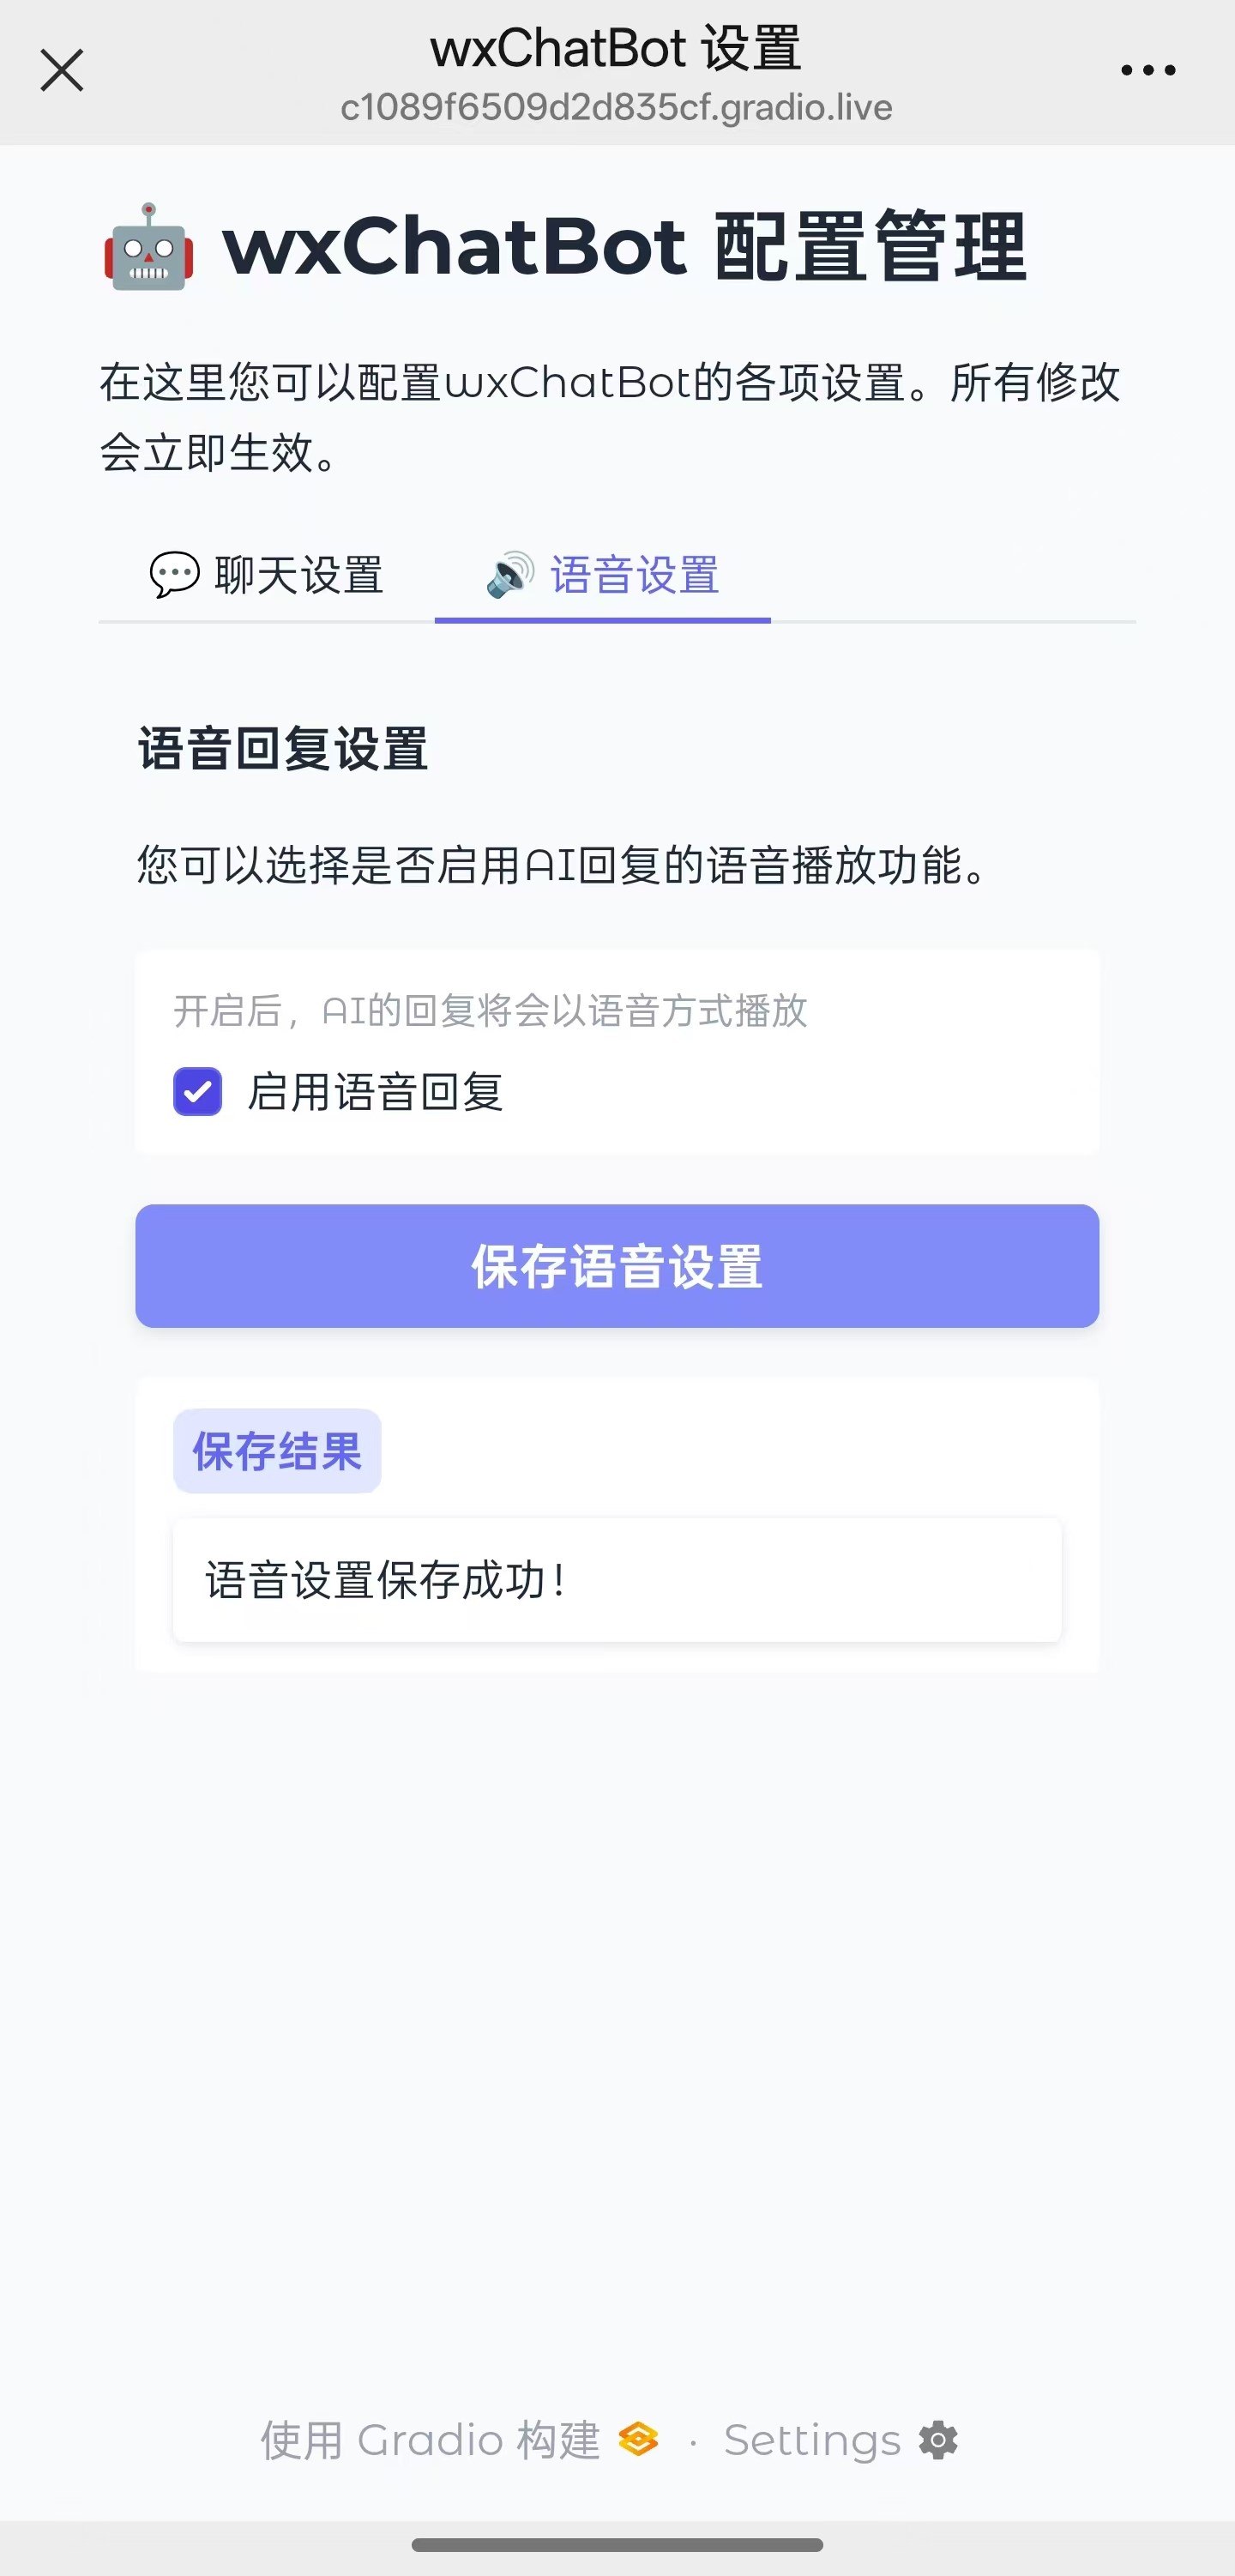 wxChatBot 设置
c1089f6509d2d835cf.gradio.live
wxChatBot 配置管理
在这里您可以配置wxChatBot的各项设置。所有修改
会立即生效。
聊天设置 语音设置
语音回复设置
您可以选择是否启用AI回复的语音播放功能。
开启后，AI的回复将会以语音方式播放
启用语音回复
保存语音设置
保存结果
语音设置保存成功！
使用 Gradio 构建 · Settings